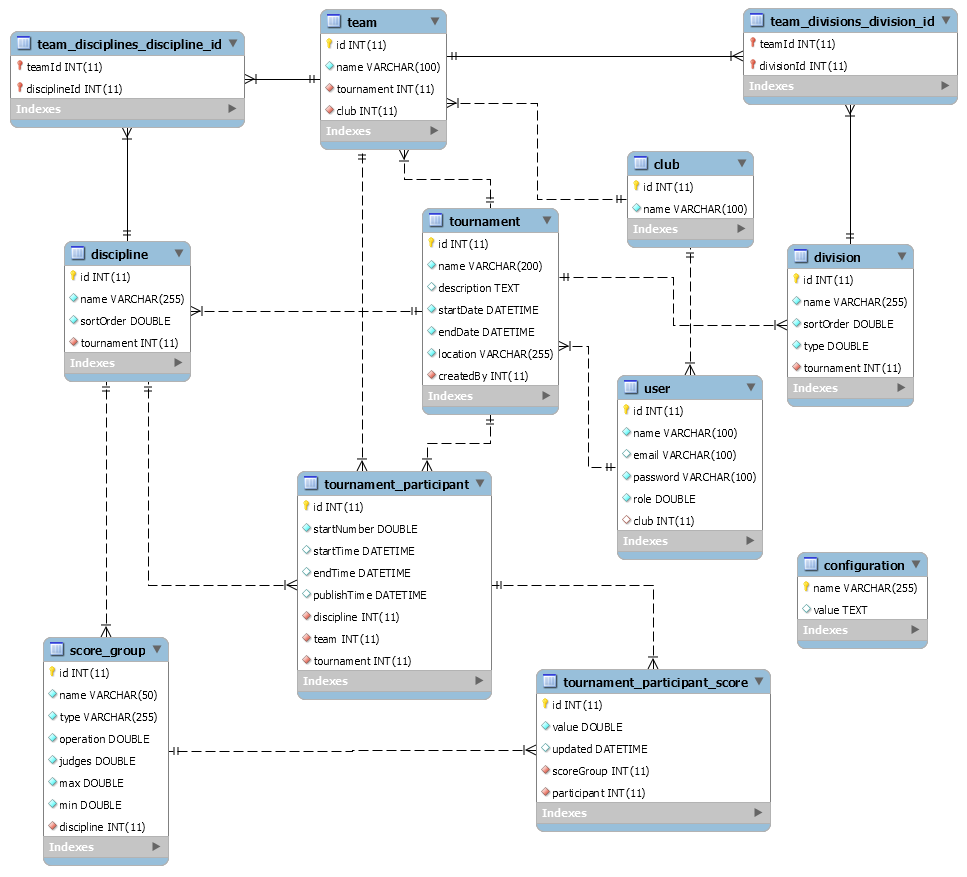 team_disciplines_discipline_id
teamId INT(11)
disciplineId INT(11)
Indexes
team
id INT(11)
name VARCHAR(100)
tournament INT(11)
club INT(11)
Indexes
team_divisions_division_id
teamId INT(11)
divisionId INT(11)
Indexes
club
id INT(11)
name VARCHAR(100)
Indexes
discipline
id INT(11)
name VARCHAR(255)
sortOrder DOUBLE
tournament INT(11)
Indexes
tournament
id INT(11)
name VARCHAR(200)
description TEXT
startDate DATETIME
endDate DATETIME
location VARCHAR(255)
createdBy INT(11)
Indexes
division
id INT(11)
name VARCHAR(255)
sortOrder DOUBLE
type DOUBLE
tournament INT(11)
Indexes
user
id INT(11)
name VARCHAR(100)
email VARCHAR(100)
password VARCHAR(100)
role DOUBLE
club INT(11)
Indexes
tournament_participant
id INT(11)
startNumber DOUBLE
startTime DATETIME
endTime DATETIME
publishTime DATETIME
discipline INT(11)
team INT(11)
tournament INT(11)
Indexes
configuration
name VARCHAR(255)
value TEXT
Indexes
score_group
id INT(11)
name VARCHAR(50)
type VARCHAR(255)
operation DOUBLE
judges DOUBLE
max DOUBLE
min DOUBLE
discipline INT(11)
Indexes
tournament_participant_score
id INT(11)
value DOUBLE
updated DATETIME
scoreGroup INT(11)
participant INT(11)
Indexes